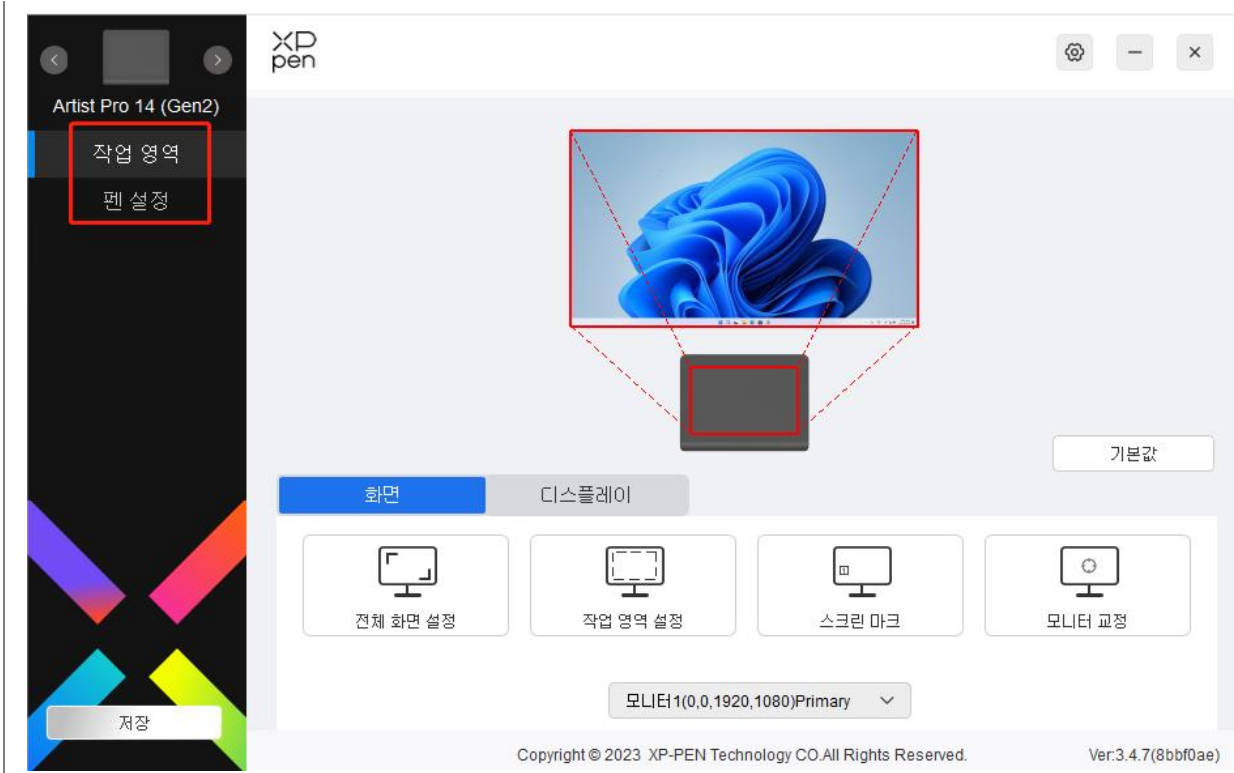 XP
pen
Artist Pro 14 (Gen2)
작업 영역
펜 설정
기본값
화면
디스플레이
전체 화면 설정
작업 영역 설정
1
스크린 마크
모니터 교정
모니터1(0,0,1920,1080)Primary
저장
Copyright © 2023 XP-PEN Technology CO.All Rights Reserved.
Ver:3.4.7(8bbf0ae)